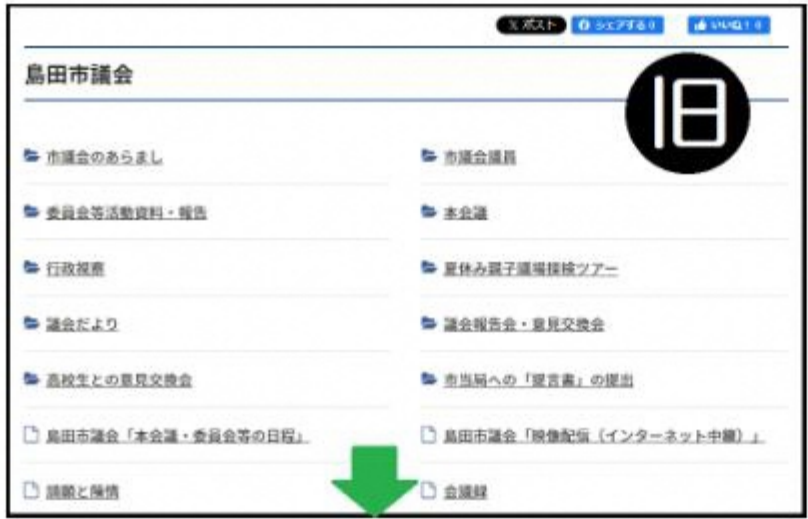 ポスト シェアする 0 いいね！ 0
島田市議会
旧
市議会のあらまし
市議会議員
委員会等活動資料・報告
本会議
行政視察
夏休み親子議場探検ツアー
議会だより
議会報告会・意見交換会
高校生との意見交換会
市当局への「提言書」の提出
島田市議会「本会議・委員会等の日程」
島田市議会「映像配信（インターネット中継）」
請願と陳情
会議録